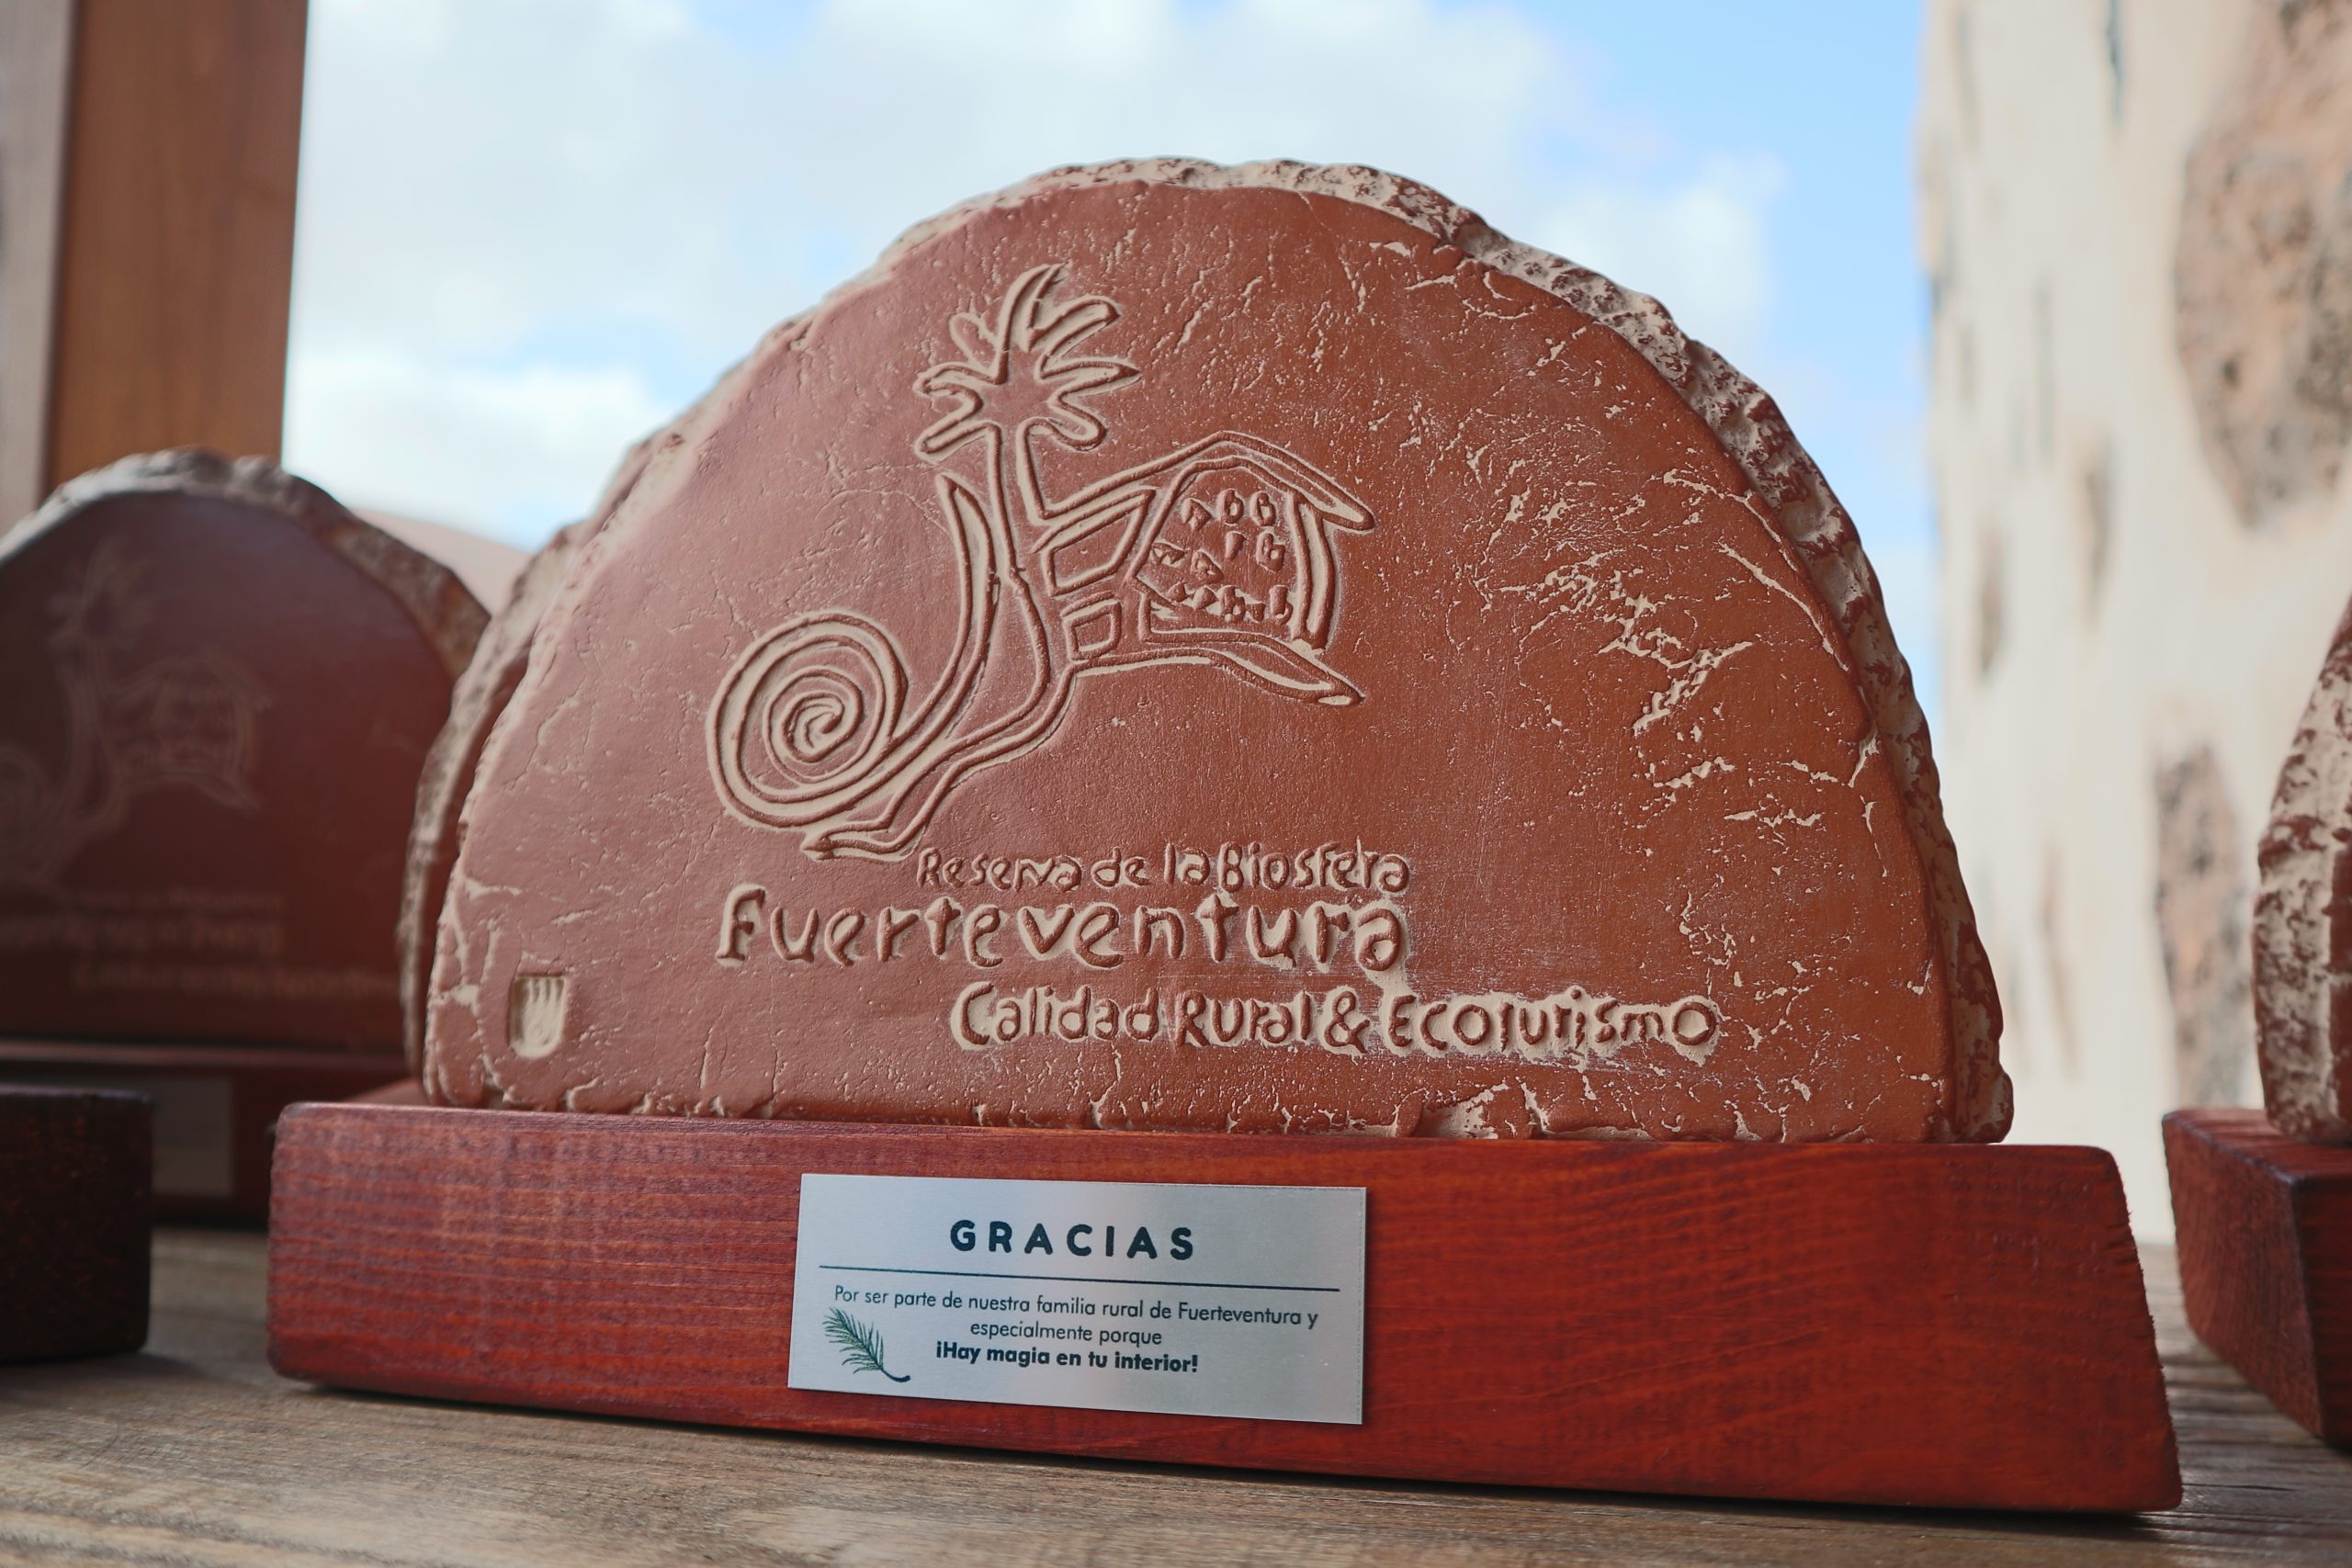 Reserva de la Biosfera
Fuerteventura
Calidad Rural & Ecoturismo
GRACIAS
Por ser parte de nuestra familia rural de Fuerteventura y
especialmente porque
¡Hay magia en tu interior!